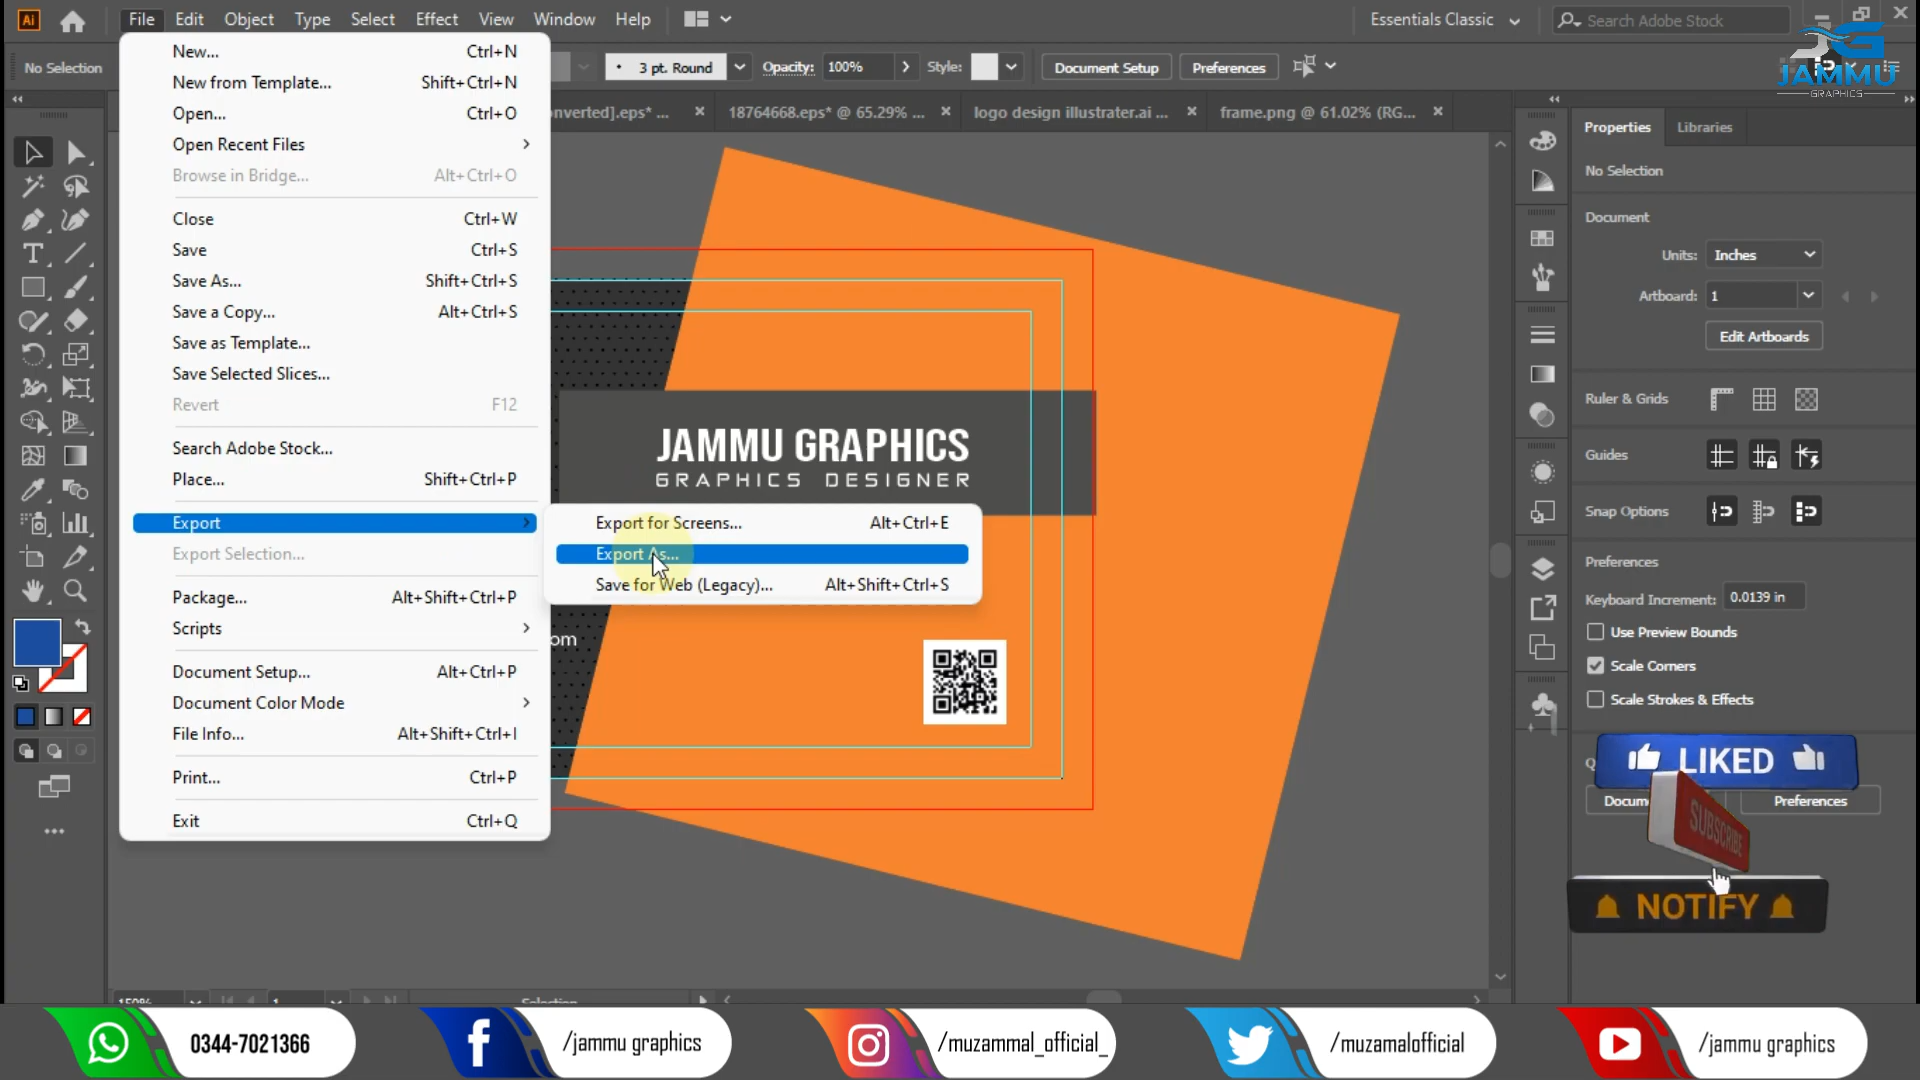 Ai File Edit Object Type Select Effect View Window Help Essentials Classic Search Adobe Stock
No Selection 3 pt. Round Opacity: 100% Style: Document Setup Preferences
JG
JAMMU
GRAPHICS
nverted].eps* ... 18764668.eps* @ 65.29% ... logo design illustrater.ai ... frame.png @ 61.02% (RG...
New... Ctrl+N
New from Template... Shift+Ctrl+N
Open... Ctrl+O
Open Recent Files
Browse in Bridge... Alt+Ctrl+O
Close Ctrl+W
Save Ctrl+S
Save As... Shift+Ctrl+S
Save a Copy... Alt+Ctrl+S
Save as Template...
Save Selected Slices...
Revert F12
Search Adobe Stock...
Place... Shift+Ctrl+P
Export
Export Selection...
Package... Alt+Shift+Ctrl+P
Scripts
Document Setup... Alt+Ctrl+P
Document Color Mode
File Info... Alt+Shift+Ctrl+I
Print... Ctrl+P
Exit Ctrl+Q
Export for Screens... Alt+Ctrl+E
Export As...
Save for Web (Legacy)... Alt+Shift+Ctrl+S
JAMMU GRAPHICS
GRAPHICS DESIGNER
om
Properties Libraries
No Selection
Document
Units: Inches
Artboard: 1
Edit Artboards
Ruler & Grids
Guides
Snap Options
Preferences
Keyboard Increment: 0.0139 in
Use Preview Bounds
Scale Corners
Scale Strokes & Effects
Q
Docum Preferences
LIKED
SUBSCRIBE
NOTIFY
150% 1 Selection
0344-7021366
/jammu graphics
/muzammal_official_
/muzamalofficial
/jammu graphics